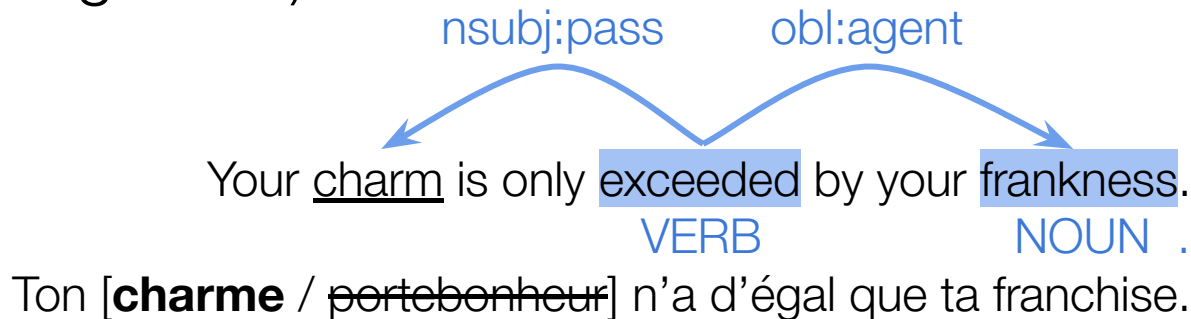 nsubj:pass obl:agent
Your charm is only exceeded by your frankness.
VERB NOUN .
Ton [charme / portebonheur] n'a d'égal que ta franchise.